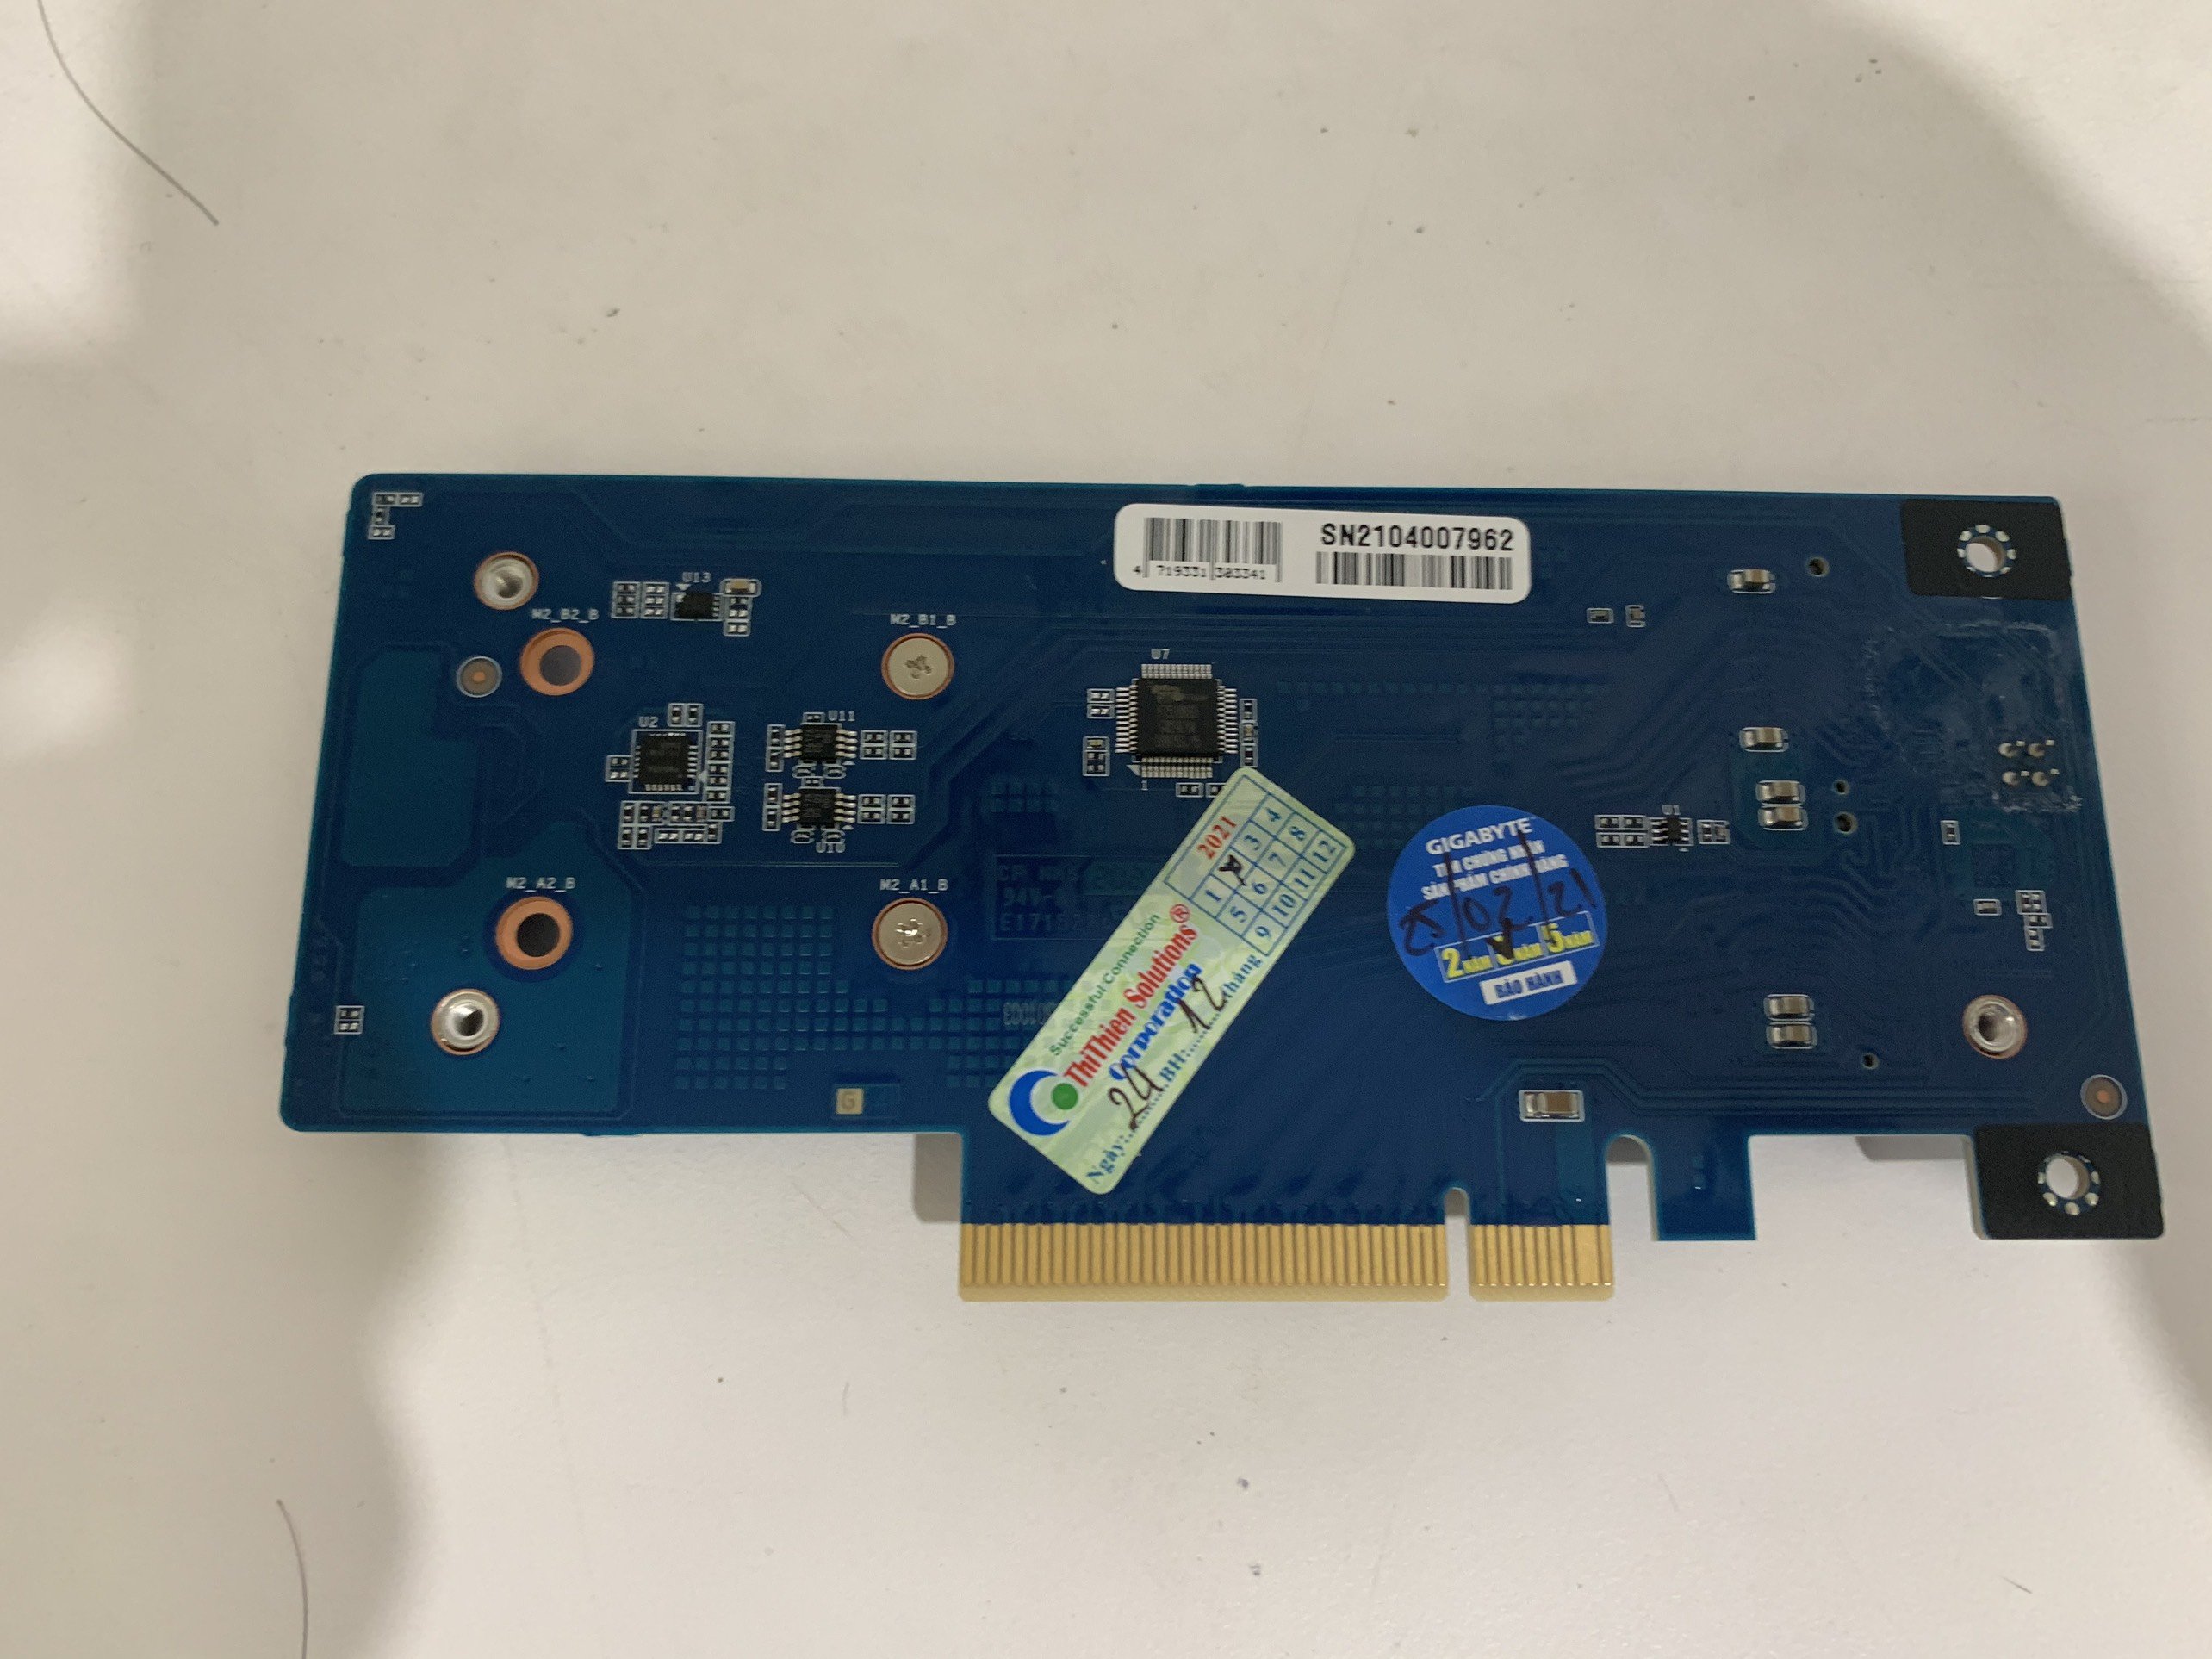 SN2104007962
4 719331 383341
U13
M2_B2_B
M2_B1_B
U7
U2
U11
U10
1
U1
M2_A2_B
M2_A1_B
94V-
G
2021
1 3 4
5 6 7 8
9 10 11 12
Successful Connection
ThiThien Solutions®
Corporation
Ngày:.....24.....BH:.....12.....tháng
GIGABYTE
TEM CHỨNG NHẬN
SẢN PHẨM CHÍNH HÃNG
25/02/21
2 NĂM 3 NĂM 5 NĂM
BẢO HÀNH